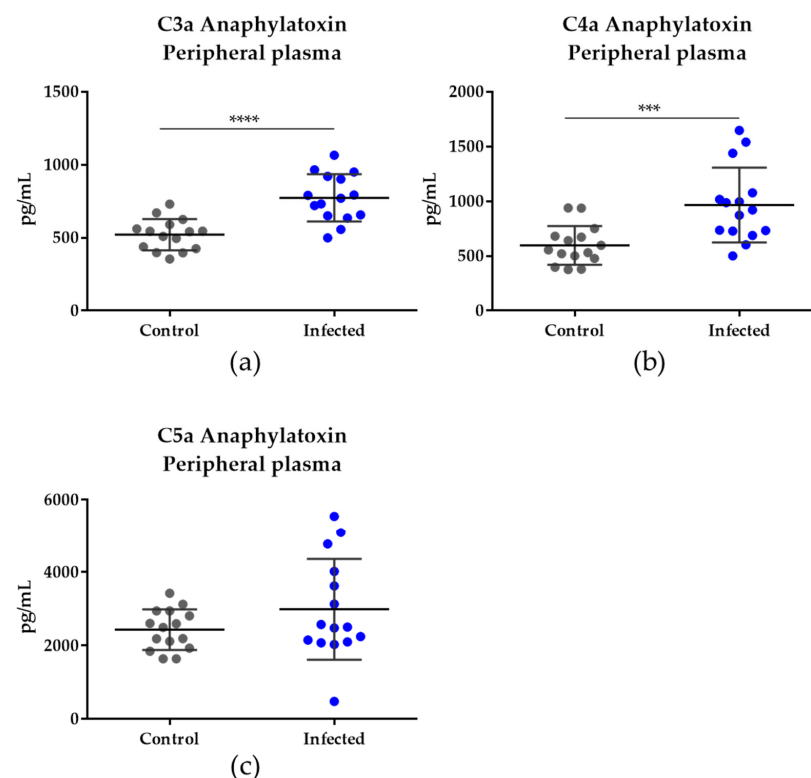 C3a Anaphylatoxin
Peripheral plasma
1500
1000
500
0
pg/mL
****
Control
Infected
(a)
C4a Anaphylatoxin
Peripheral plasma
2000
1500
1000
500
0
pg/mL
***
Control
Infected
(b)
C5a Anaphylatoxin
Peripheral plasma
6000
4000
2000
0
pg/mL
Control
Infected
(c)